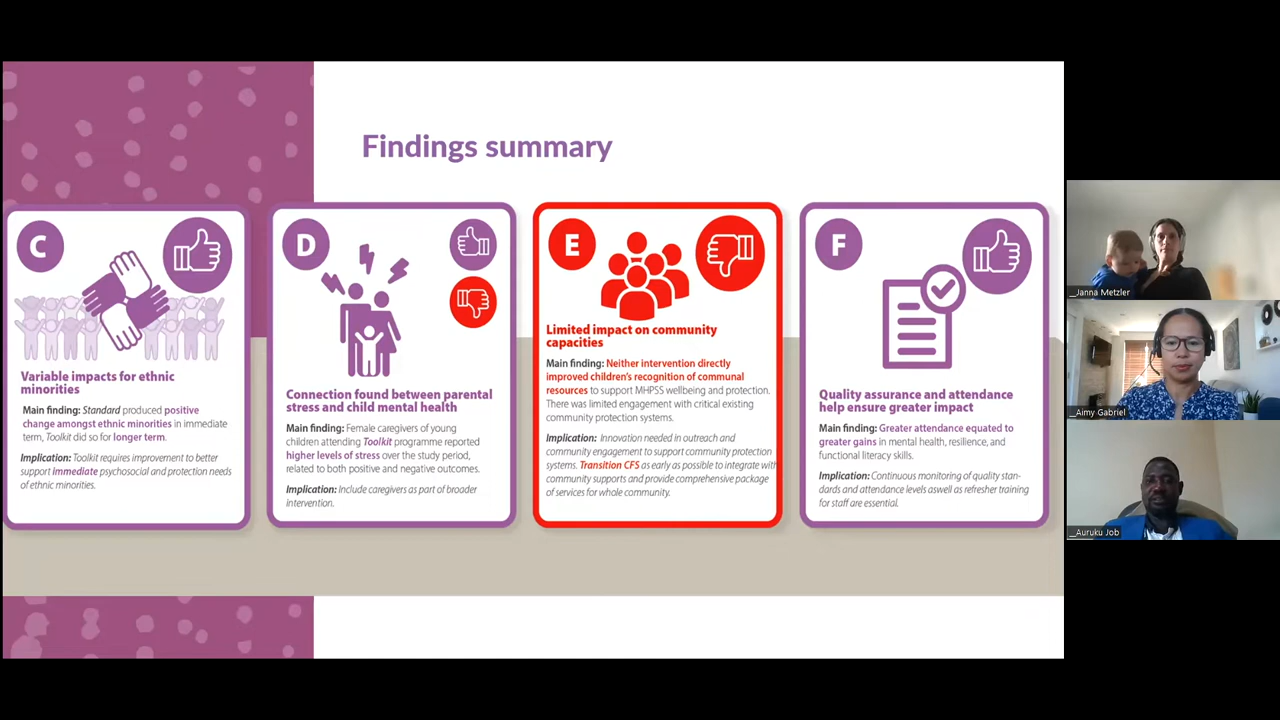 Findings summary
C
Variable impacts for ethnic
minorities
Main finding: Standard produced positive
change amongst ethnic minorities in immediate
term, Toolkit did so for longer term.
Implication: Toolkit requires improvement to better
support immediate psychosocial and protection needs
of ethnic minorities.
D
Connection found between parental
stress and child mental health
Main finding: Female caregivers of young
children attending Toolkit programme reported
higher levels of stress over the study period,
related to both positive and negative outcomes.
Implication: Include caregivers as part of broader
intervention.
E
Limited impact on community
capacities
Main finding: Neither intervention directly
improved children's recognition of communal
resources to support MHPSS wellbeing and protection.
There was limited engagement with critical existing
community protection systems.
Implication: Innovation needed in outreach and
community engagement to support community protection
systems. Transition CFS as early as possible to integrate with
community supports and provide comprehensive package
of services for whole community.
F
Quality assurance and attendance
help ensure greater impact
Main finding: Greater attendance equated to
greater gains in mental health, resilience, and
functional literacy skills.
Implication: Continuous monitoring of quality stan-
dards and attendance levels aswell as refresher training
for staff are essential.
__Janna Metzler
__Aimy Gabriel
__Auruku Job